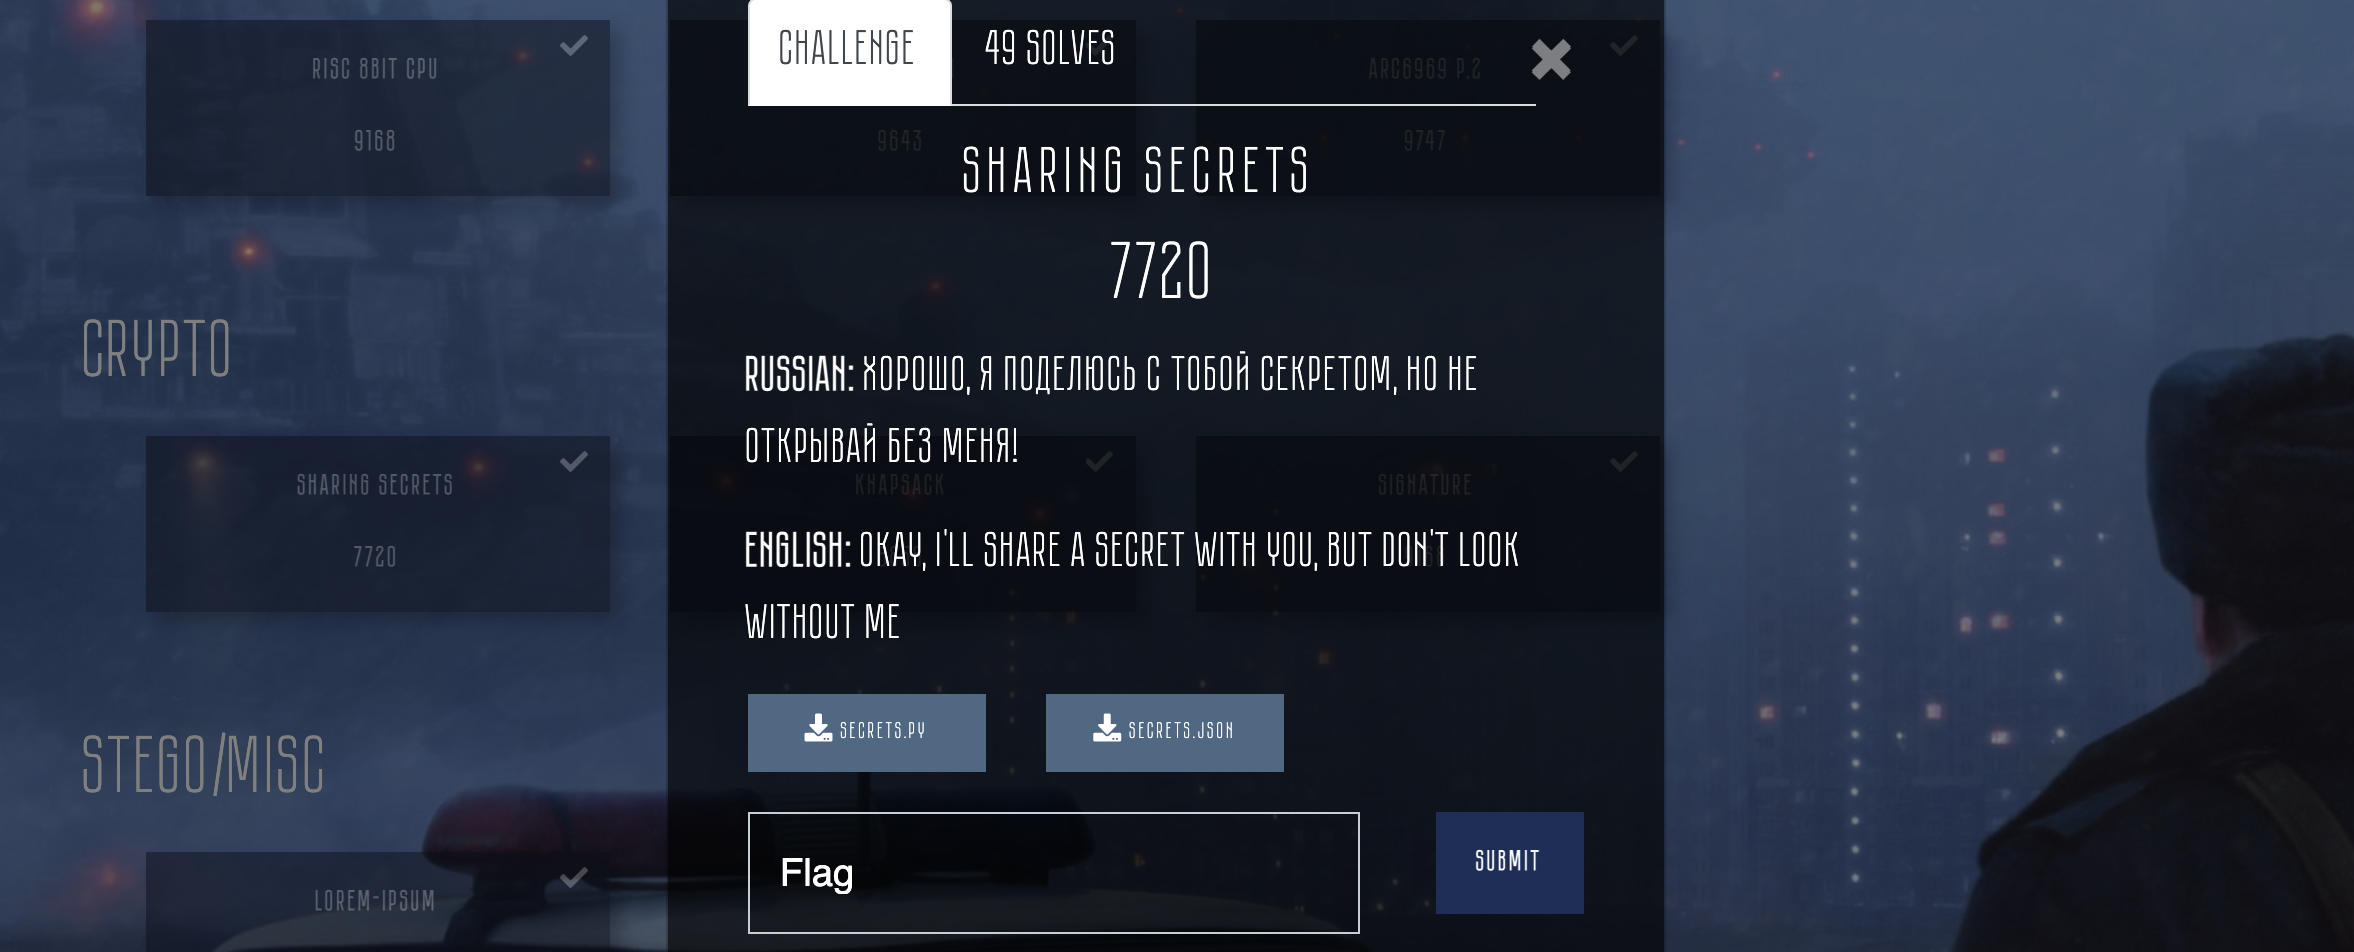 CHALLENGE
49 SOLVES
RISC 8BIT CPU
9168
9643
ARC6969 P.2
9747
SHARING SECRETS
7720
CRYPTO
RUSSIAN: ХОРОШО, Я ПОДЕЛЮСЬ С ТОБОЙ СЕКРЕТОМ, НО НЕ
ОТКРЫВАЙ БЕЗ МЕНЯ!
SHARING SECRETS
7720
KHAPSACK
SIGNATURE
ENGLISH: OKAY, I'LL SHARE A SECRET WITH YOU, BUT DON'T LOOK
WITHOUT ME
SECRETS.PY
SECRETS.JSON
STEGO/MISC
Flag
SUBMIT
LOREM-IPSUM